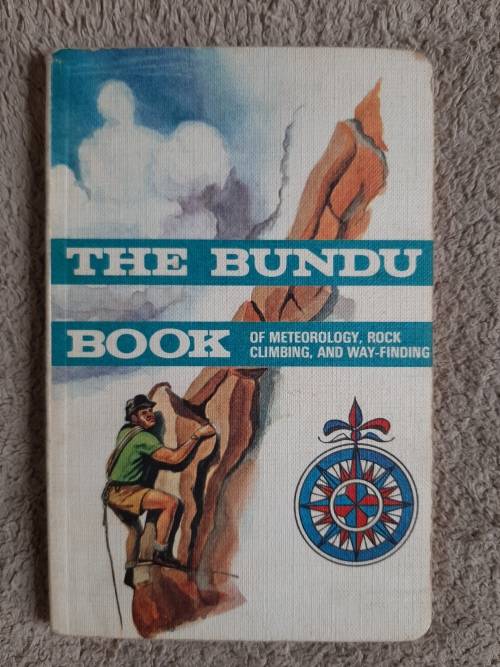 THE BUNDU
BOOK
OF METEOROLOGY, ROCK
CLIMBING, AND WAY-FINDING